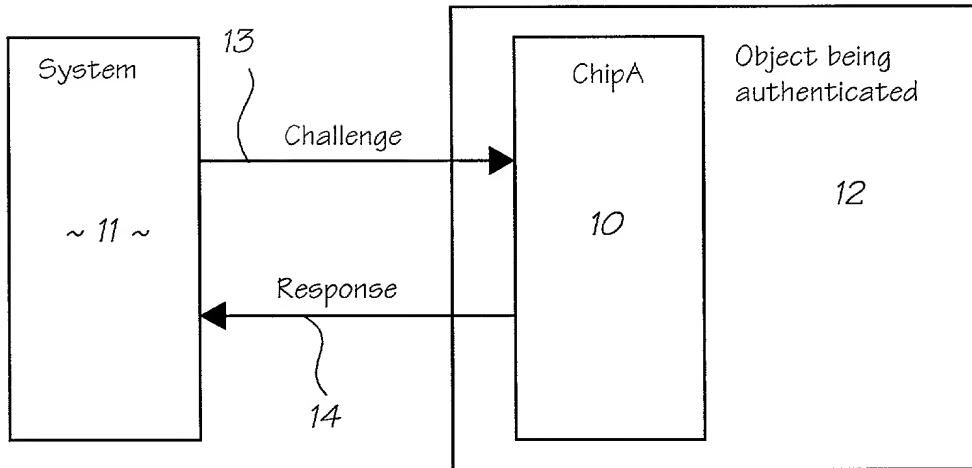 13
System
ChipA
Object being
authenticated
Challenge
12
~ 11 ~
10
Response
14